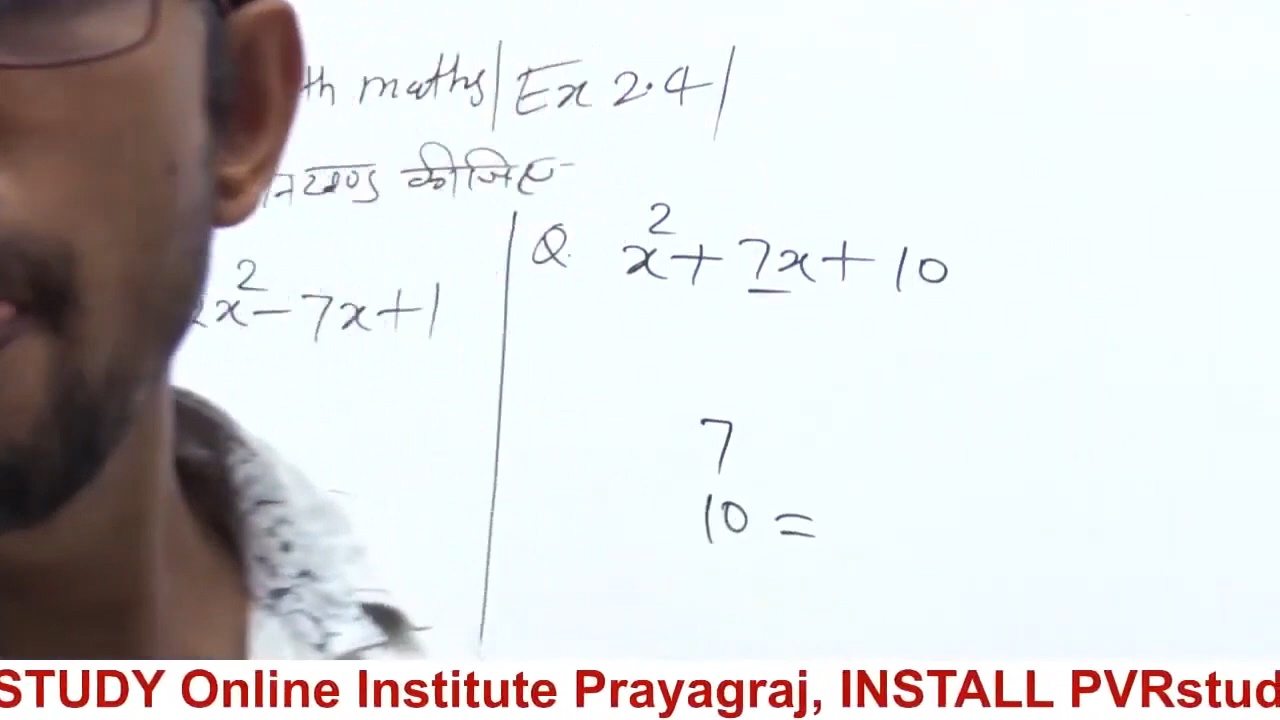 th maths | Ex 2.4 |
कीजिए
x² - 7x + 1
Q. x² + 7x + 10
7
10 =
STUDY Online Institute Prayagraj, INSTALL PVRstud